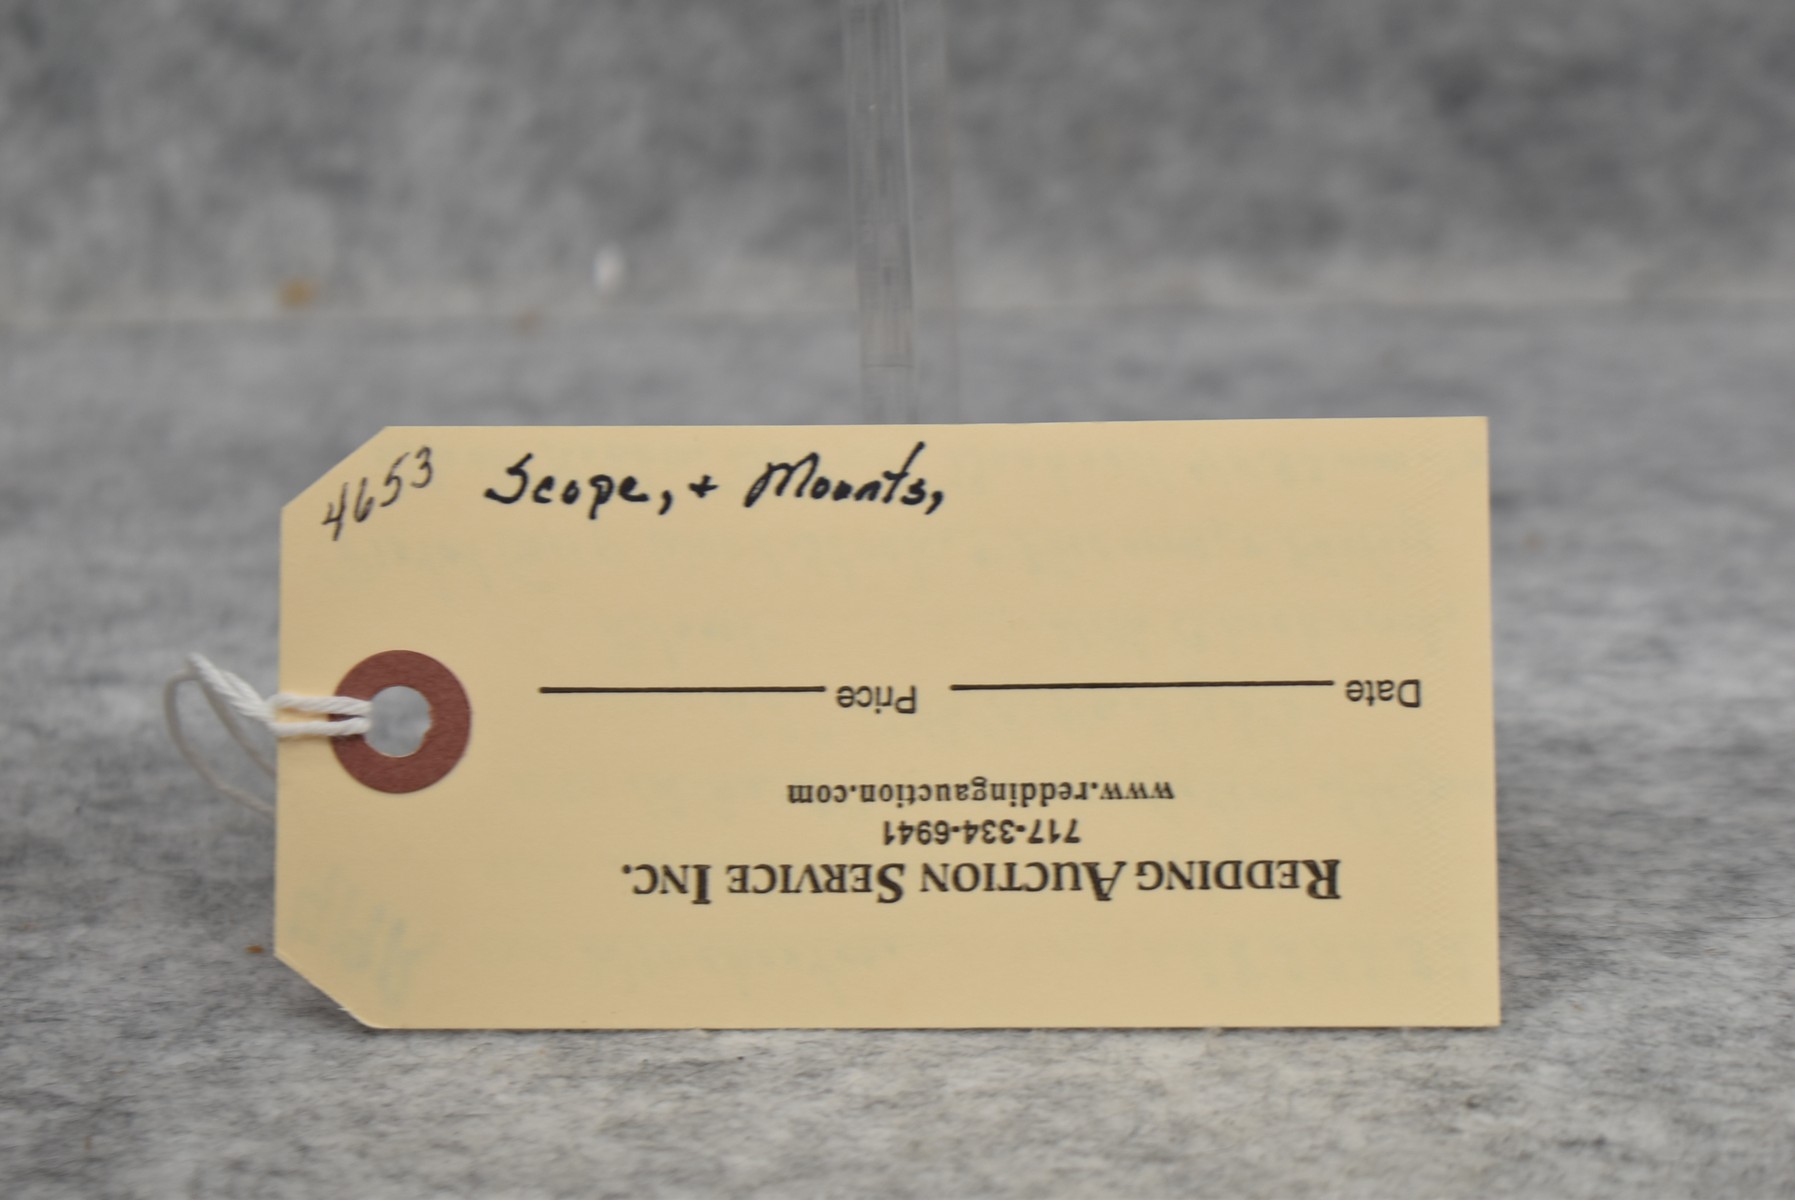 4653 Scope, + Mounts,
REDDING AUCTION SERVICE INC.
717-334-6941
www.reddingauction.com
Date Price